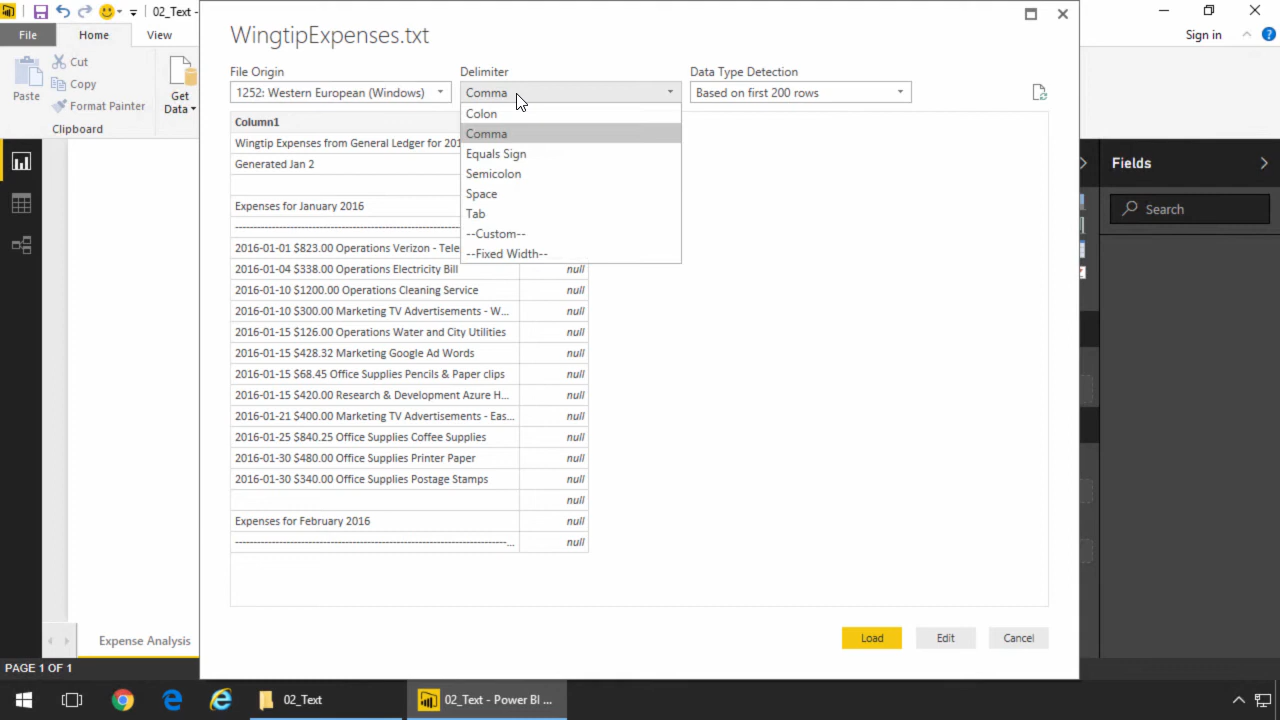 02_Text -
File
Home
View
Sign in
Paste
Cut
Copy
Format Painter
Clipboard
Get
Data
WingtipExpenses.txt
File Origin
Delimiter
Data Type Detection
1252: Western European (Windows)
Comma
Based on first 200 rows
Colon
Comma
Equals Sign
Semicolon
Space
Tab
--Custom--
--Fixed Width--
Column1
Wingtip Expenses from General Ledger for 201
Generated Jan 2
Expenses for January 2016
--------------------------------------------------------------
2016-01-01 $823.00 Operations Verizon - Tele
2016-01-04 $338.00 Operations Electricity Bill null
2016-01-10 $1200.00 Operations Cleaning Service null
2016-01-10 $300.00 Marketing TV Advertisements - W... null
2016-01-15 $126.00 Operations Water and City Utilities null
2016-01-15 $428.32 Marketing Google Ad Words null
2016-01-15 $68.45 Office Supplies Pencils & Paper clips null
2016-01-15 $420.00 Research & Development Azure H... null
2016-01-21 $400.00 Marketing TV Advertisements - Eas... null
2016-01-25 $840.25 Office Supplies Coffee Supplies null
2016-01-30 $480.00 Office Supplies Printer Paper null
2016-01-30 $340.00 Office Supplies Postage Stamps null
null
Expenses for February 2016 null
--------------------------------------------------------------------------... null
Load
Edit
Cancel
Fields
Search
Expense Analysis
PAGE 1 OF 1
02_Text
02_Text - Power BI ...